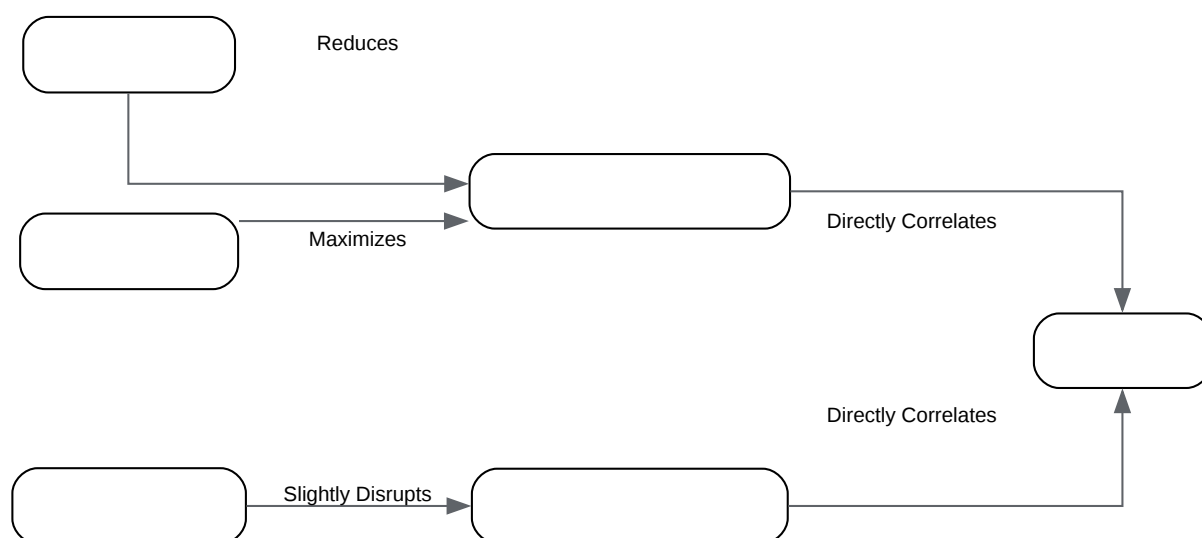 Reduces
Maximizes
Directly Correlates
Directly Correlates
Slightly Disrupts